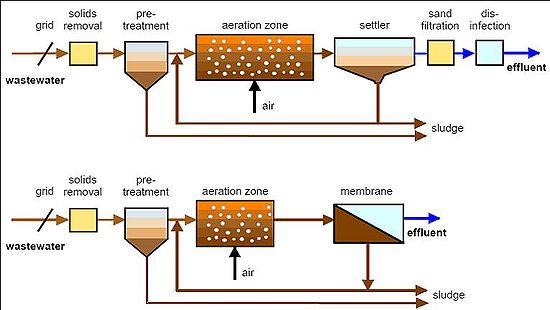 grid
solids
removal
pre-
treatment
aeration zone
settler
sand
filtration
dis-
infection
wastewater
effluent
air
sludge
grid
solids
removal
pre-
treatment
aeration zone
membrane
wastewater
effluent
air
sludge